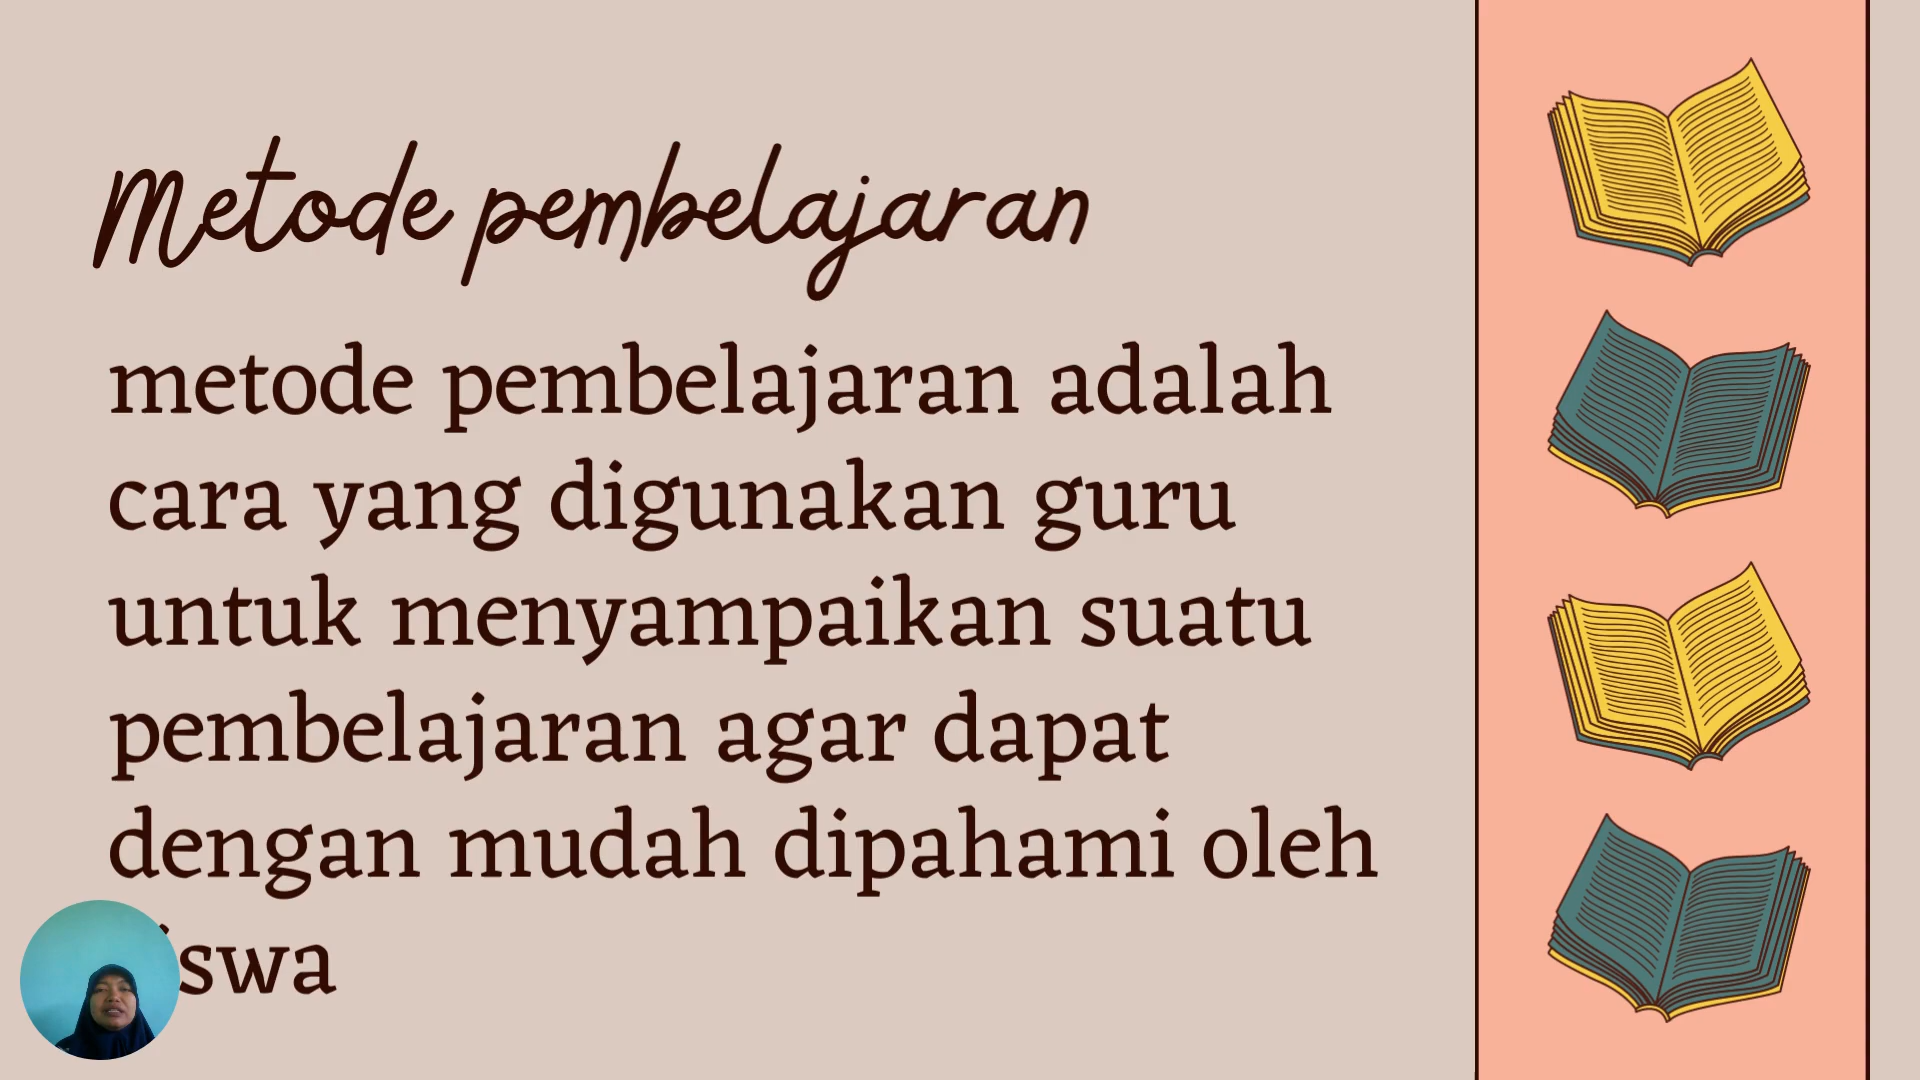 Metode pembelajaran
metode pembelajaran adalah
cara yang digunakan guru
untuk menyampaikan suatu
pembelajaran agar dapat
dengan mudah dipahami oleh
siswa